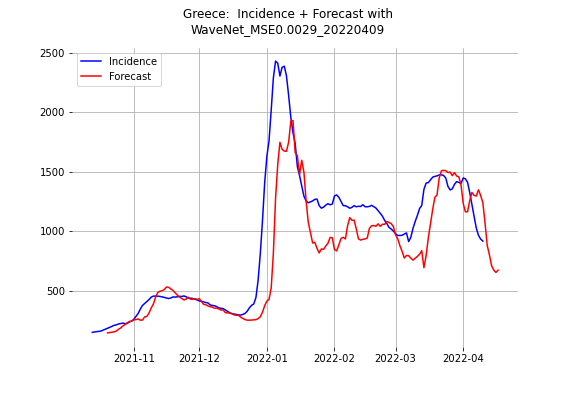 Greece:  Incidence + Forecast with
WaveNet_MSE0.0029_20220409
2500
2000
1500
1000
500
Incidence
Forecast
2021-11
2021-12
2022-01
2022-02
2022-03
2022-04